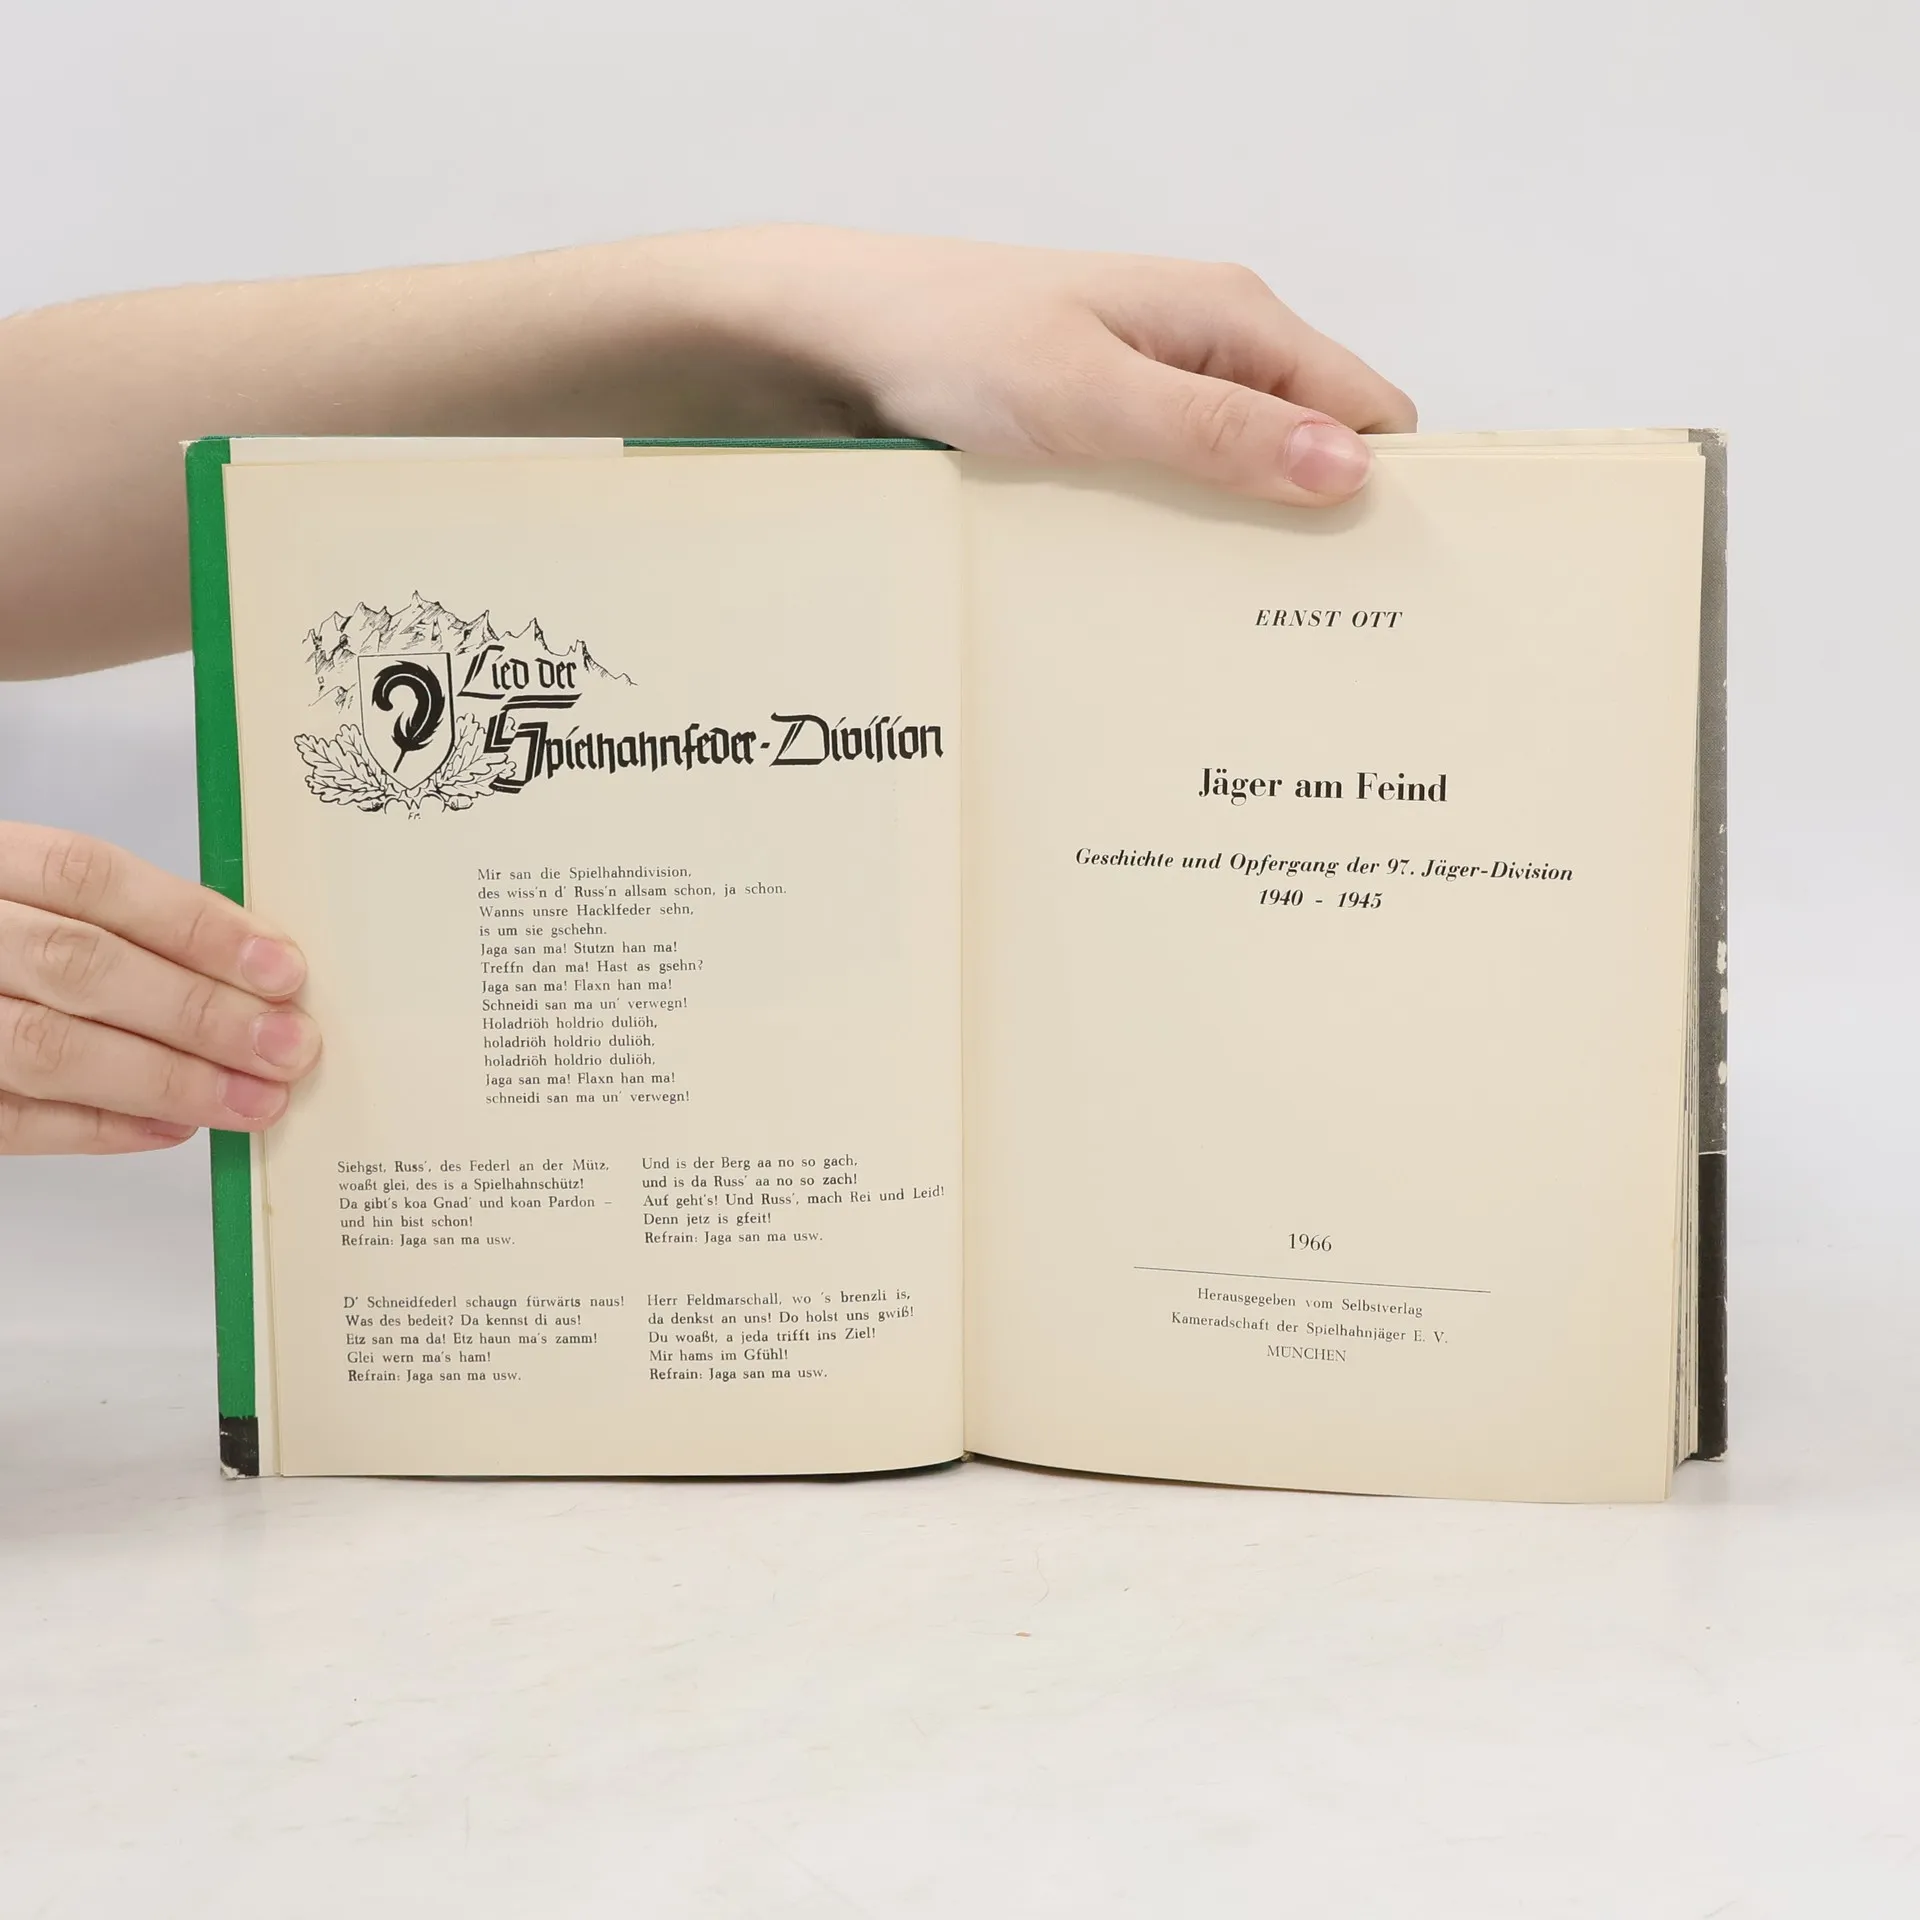 Lied der
Spielhahnfeder-Division
Fr.
Mir san die Spielhahndivision,
des wiss'n d' Russ'n allsam schon, ja schon.
Wanns unsre Hacklfeder sehn,
is um sie gschehn.
Jaga san ma! Stutzn han ma!
Treffn dan ma! Hast as gsehn?
Jaga san ma! Flaxn han ma!
Schneidi san ma un' verwegn!
Holadriöh holdrio duliöh,
holadriöh holdrio duliöh,
holadriöh holdrio duliöh,
Jaga san ma! Flaxn han ma!
schneidi san ma un' verwegn!
Siehgst, Russ', des Federl an der Mütz,
woaßt glei, des is a Spielhahnschütz!
Da gibt's koa Gnad' und koan Pardon –
und hin bist schon!
Refrain: Jaga san ma usw.
Und is der Berg aa no so gach,
und is da Russ' aa no so zach!
Auf geht's! Und Russ', mach Rei und Leid!
Denn jetz is gfeit!
Refrain: Jaga san ma usw.
D' Schneidfederl schaugn fürwärts naus!
Was des bedeit? Da kennst di aus!
Etz san ma da! Etz haun ma's zamm!
Glei wern ma's ham!
Refrain: Jaga san ma usw.
Herr Feldmarschall, wo 's brenzli is,
da denkst an uns! Do holst uns gwiß!
Du woaßt, a jeda trifft ins Ziel!
Mir hams im Gfühl!
Refrain: Jaga san ma usw.
ERNST OTT
Jäger am Feind
Geschichte und Opfergang der 97. Jäger-Division
1940 - 1945
1966
Herausgegeben vom Selbstverlag
Kameradschaft der Spielhahnjäger E. V.
MÜNCHEN